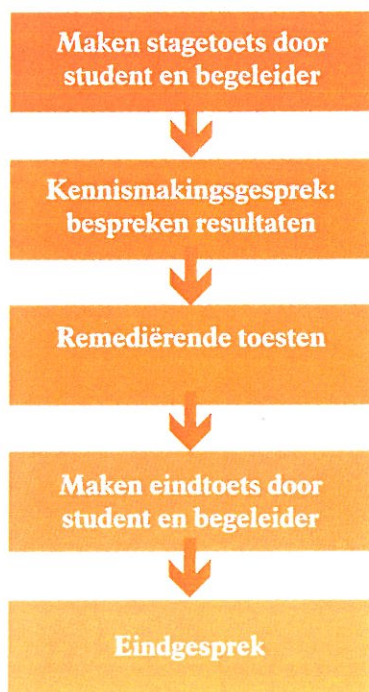 Maken stagetoets door
student en begeleider
Kennismakingsgesprek:
bespreken resultaten
Remediërende toesten
Maken eindtoets door
student en begeleider
Eindgesprek